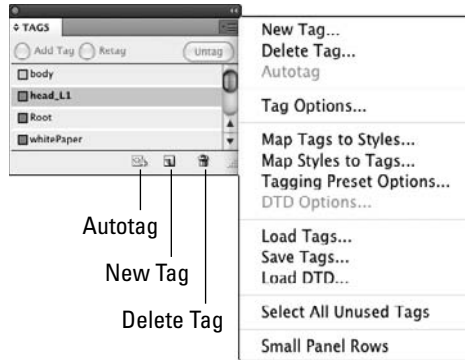 TAGS
Add Tag Retag Untag
body
head_L1
Root
whitePaper
Autotag
New Tag
Delete Tag
New Tag...
Delete Tag...
Autotag
Tag Options...
Map Tags to Styles...
Map Styles to Tags...
Tagging Preset Options...
DTD Options...
Load Tags...
Save Tags...
Load DTD...
Select All Unused Tags
Small Panel Rows